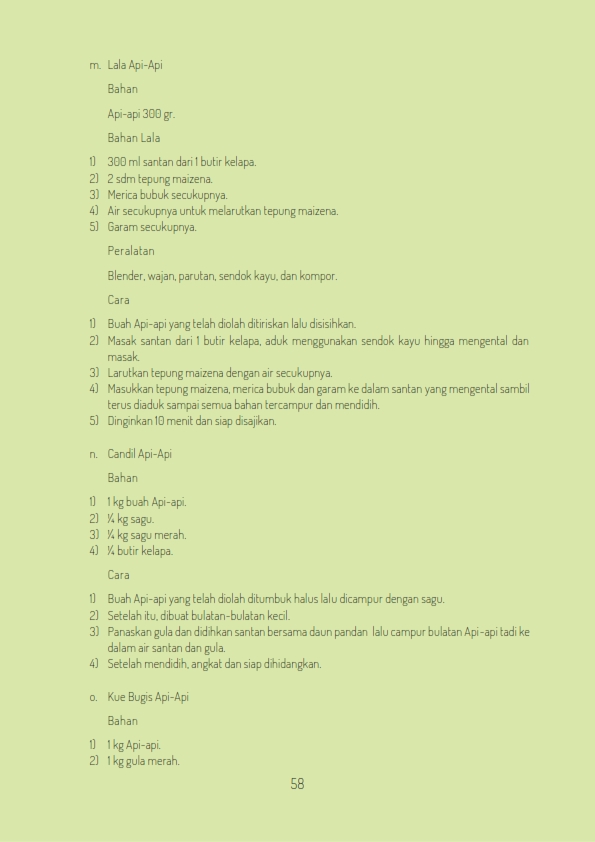 m. Lala Api-Api
Bahan
Api-api 300 gr.
Bahan Lala
1) 300 ml santan dari 1 butir kelapa.
2) 2 sdm tepung maizena.
3) Merica bubuk secukupnya.
4) Air secukupnya untuk melarutkan tepung maizena.
5) Garam secukupnya.
Peralatan
Blender, wajan, parutan, sendok kayu, dan kompor.
Cara
1) Buah Api-api yang telah diolah ditiriskan lalu disisihkan.
2) Masak santan dari 1 butir kelapa, aduk menggunakan sendok kayu hingga mengental dan
masak.
3) Larutkan tepung maizena dengan air secukupnya.
4) Masukkan tepung maizena, merica bubuk dan garam ke dalam santan yang mengental sambil
terus diaduk sampai semua bahan tercampur dan mendidih.
5) Dinginkan 10 menit dan siap disajikan.
n. Candil Api-Api
Bahan
1) 1 kg buah Api-api.
2) ¼ kg sagu.
3) ¼ kg sagu merah.
4) ¼ butir kelapa.
Cara
1) Buah Api-api yang telah diolah ditumbuk halus lalu dicampur dengan sagu.
2) Setelah itu, dibuat bulatan-bulatan kecil.
3) Panaskan gula dan didihkan santan bersama daun pandan lalu campur bulatan Api-api tadi ke
dalam air santan dan gula.
4) Setelah mendidih, angkat dan siap dihidangkan.
o. Kue Bugis Api-Api
Bahan
1) 1 kg Api-api.
2) 1 kg gula merah.
58